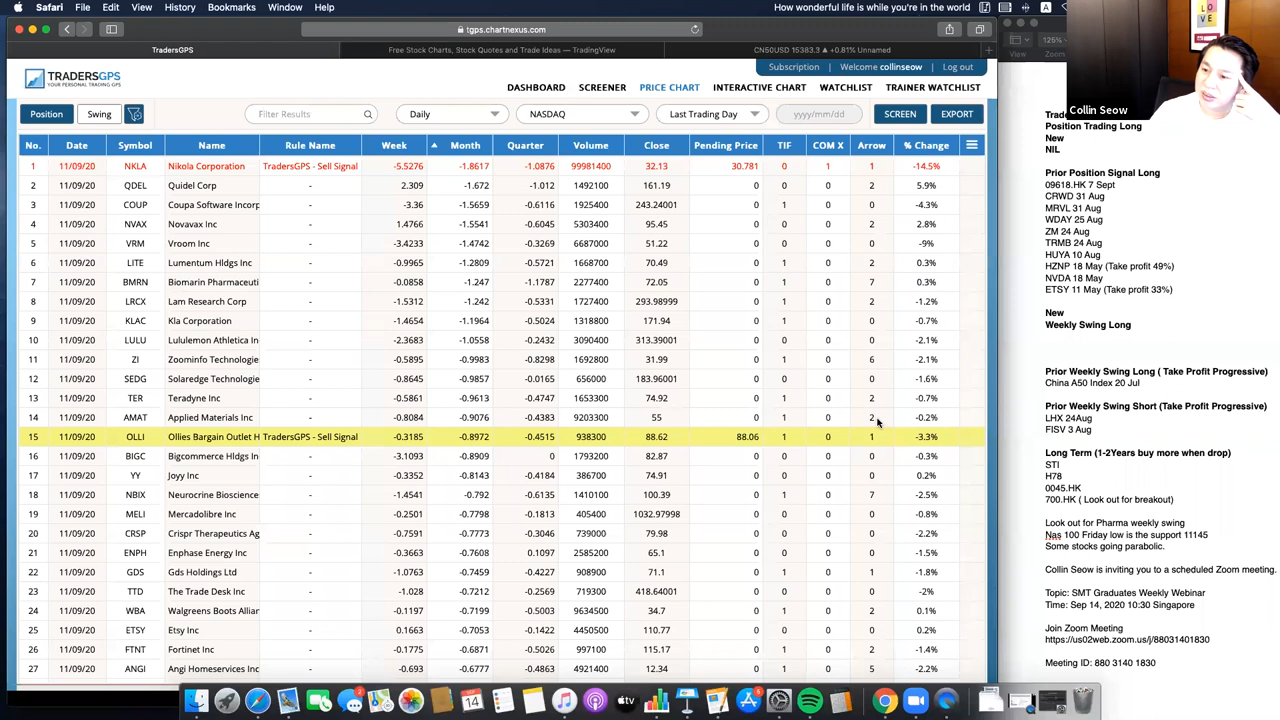 Safari File Edit View History Bookmarks Window Help How wonderful life is while you're in the world
tgps.chartnexus.com
TradersGPS Free Stock Charts, Stock Quotes and Trade Ideas — TradingView CN50USD 15383.3 ▲ +0.81% Unnamed
Subscription Welcome collinseow Log out
TRADERSGPS
YOUR PERSONAL TRADING GPS
DASHBOARD SCREENER PRICE CHART INTERACTIVE CHART WATCHLIST TRAINER WATCHLIST
Position Swing Filter Results Daily NASDAQ Last Trading Day yyyy/mm/dd SCREEN EXPORT
No. Date Symbol Name Rule Name Week Month Quarter Volume Close Pending Price TIF COM X Arrow % Change
1 11/09/20 NKLA Nikola Corporation TradersGPS - Sell Signal -5.5276 -1.8617 -1.0876 99981400 32.13 30.781 0 1 1 -14.5%
2 11/09/20 QDEL Quidel Corp - 2.309 -1.672 -1.012 1492100 161.19 0 0 0 2 5.9%
3 11/09/20 COUP Coupa Software Incorp - -3.36 -1.5659 -0.6116 1925400 243.24001 0 1 0 0 -4.3%
4 11/09/20 NVAX Novavax Inc - 1.4766 -1.5541 -0.6045 5303400 95.45 0 0 0 2 2.8%
5 11/09/20 VRM Vroom Inc - -3.4233 -1.4742 -0.3269 6687000 51.22 0 0 0 0 -9%
6 11/09/20 LITE Lumentum Hldgs Inc - -0.9965 -1.2809 -0.5721 1668700 70.49 0 1 0 2 0.3%
7 11/09/20 BMRN Biomarin Pharmaceuti - -0.0858 -1.247 -1.1787 2277400 72.05 0 1 0 7 0.3%
8 11/09/20 LRCX Lam Research Corp - -1.5312 -1.242 -0.5331 1727400 293.98999 0 1 0 2 -1.2%
9 11/09/20 KLAC Kla Corporation - -1.4654 -1.1964 -0.5024 1318800 171.94 0 1 0 0 -0.7%
10 11/09/20 LULU Lululemon Athletica In - -2.3683 -1.0558 -0.2432 3090400 313.39001 0 1 0 0 -2.1%
11 11/09/20 ZI Zoominfo Technologies - -0.5895 -0.9983 -0.8298 1692800 31.99 0 1 0 6 -2.1%
12 11/09/20 SEDG Solaredge Technologie - -0.8645 -0.9857 -0.0165 656000 183.96001 0 1 0 0 -1.6%
13 11/09/20 TER Teradyne Inc - -0.5861 -0.9613 -0.4747 1653300 74.92 0 1 0 2 -0.7%
14 11/09/20 AMAT Applied Materials Inc - -0.8084 -0.9076 -0.4383 9203300 55 0 1 0 2 -0.2%
15 11/09/20 OLLI Ollies Bargain Outlet H TradersGPS - Sell Signal -0.3185 -0.8972 -0.4515 938300 88.62 88.06 1 0 1 -3.3%
16 11/09/20 BIGC Bigcommerce Hldgs In - -3.1093 -0.8909 0 1793200 82.87 0 0 0 0 -0.3%
17 11/09/20 YY Joyy Inc - -0.3243 -0.8284 -0.4184 386700 74.91 0 1 0 0 0.2%
18 11/09/20 NBIX Neurocrine Bioscience - -1.4541 -0.792 -0.6135 1410100 100.39 0 1 0 7 -2.5%
19 11/09/20 MELI Mercadolibre Inc - -0.2501 -0.7798 -0.1813 405400 1032.97998 0 1 0 0 -0.8%
20 11/09/20 CRSP Crispr Therapeutics Ag - -0.7591 -0.7773 -0.3046 739000 79.98 0 0 0 0 -2.2%
21 11/09/20 ENPH Enphase Energy Inc - -0.3663 -0.7608 0.1097 2585200 65.1 0 0 0 0 -1.5%
22 11/09/20 GDS Gds Holdings Ltd - -1.0763 -0.7459 -0.4227 908900 71.1 0 1 0 1 -1.8%
23 11/09/20 TTD The Trade Desk Inc - -1.028 -0.7212 -0.2569 719300 418.64001 0 1 0 0 -2%
24 11/09/20 WBA Walgreens Boots Allian - -0.1197 -0.7199 -0.5003 9634500 34.7 0 1 0 2 0.1%
25 11/09/20 ETSY Etsy Inc - 0.1663 -0.7053 -0.1422 4450500 110.77 0 0 0 0 0.2%
26 11/09/20 FTNT Fortinet Inc - -0.1775 -0.6871 -0.5031 997100 115.17 0 1 0 2 -1.4%
27 11/09/20 ANGI Angi Homeservices Inc - -0.693 -0.6777 -0.4863 4921400 12.34 0 1 0 5 -2.2%
125%
View Zoom
LOVE
Collin Seow
Position Trading Long
New
NIL
Prior Position Signal Long
09618.HK 7 Sept
CRWD 31 Aug
MRVL 31 Aug
WDAY 25 Aug
ZM 24 Aug
TRMB 24 Aug
HUYA 10 Aug
HZNP 18 May (Take profit 49%)
NVDA 18 May
ETSY 11 May (Take profit 33%)
New
Weekly Swing Long
Prior Weekly Swing Long ( Take Profit Progressive)
China A50 Index 20 Jul
Prior Weekly Swing Short (Take Profit Progressive)
LHX 24Aug
FISV 3 Aug
Long Term (1-2Years buy more when drop)
STI
H78
0045.HK
700.HK ( Look out for breakout)
Look out for Pharma weekly swing
Nas 100 Friday low is the support 11145
Some stocks going parabolic.
Collin Seow is inviting you to a scheduled Zoom meeting.
Topic: SMT Graduates Weekly Webinar
Time: Sep 14, 2020 10:30 Singapore
Join Zoom Meeting
https://us02web.zoom.us/j/88031401830
Meeting ID: 880 3140 1830